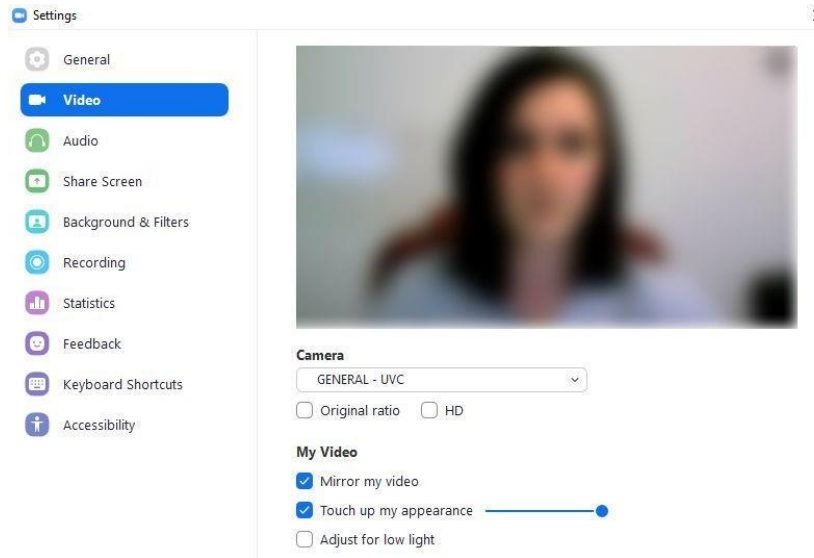 Settings
General
Video
Audio
Share Screen
Background & Filters
Recording
Statistics
Feedback
Keyboard Shortcuts
Accessibility
Camera
GENERAL - UVC
Original ratio HD
My Video
Mirror my video
Touch up my appearance
Adjust for low light